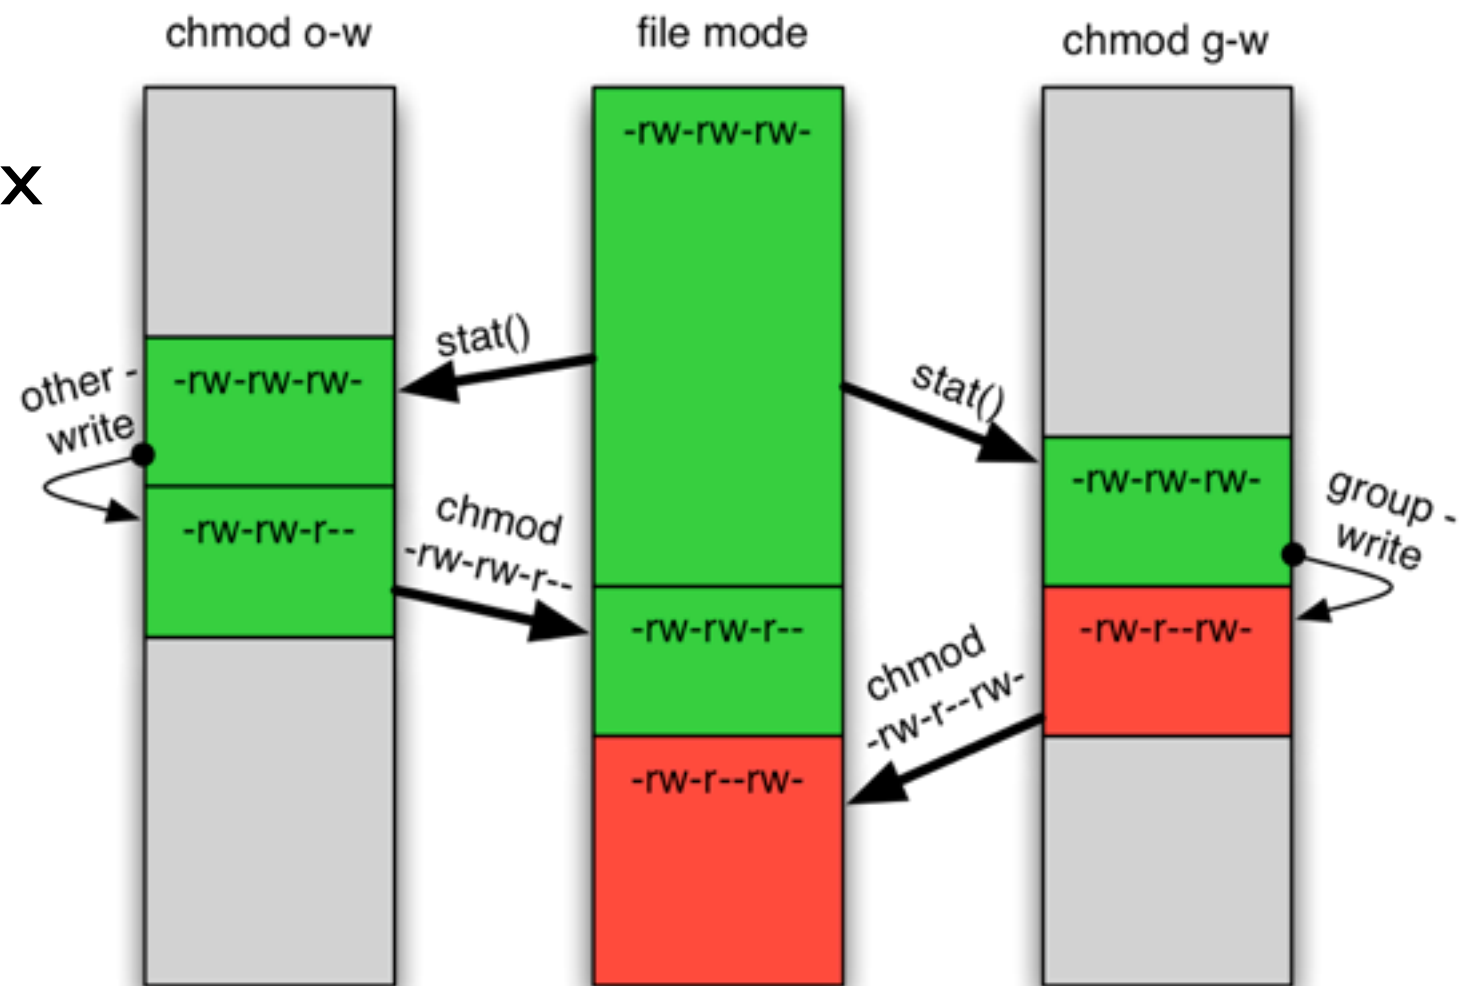 chmod o-w
file mode
chmod g-w
x
-rw-rw-rw-
stat()
other -
write
-rw-rw-rw-
stat()
-rw-rw-rw-
group -
write
chmod
-rw-rw-r--
-rw-rw-r--
-rw-rw-r--
-rw-r--rw-
chmod
-rw-r--rw-
-rw-r--rw-